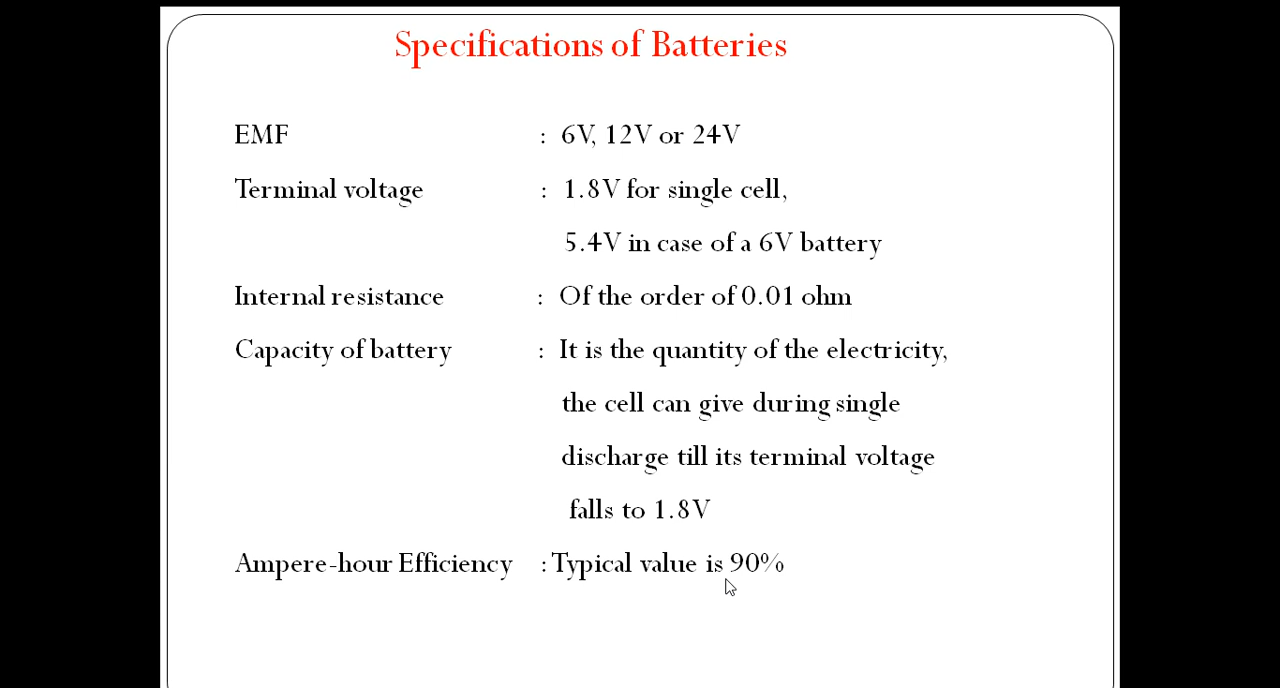 Specifications of Batteries
EMF : 6V, 12V or 24V
Terminal voltage : 1.8V for single cell,
5.4V in case of a 6V battery
Internal resistance : Of the order of 0.01 ohm
Capacity of battery : It is the quantity of the electricity,
the cell can give during single
discharge till its terminal voltage
falls to 1.8V
Ampere-hour Efficiency : Typical value is 90%